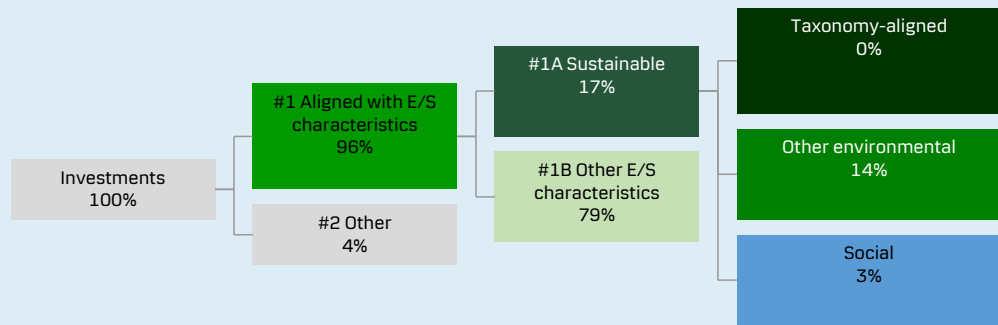 Investments
100%
#1 Aligned with E/S
characteristics
96%
#2 Other
4%
#1A Sustainable
17%
#1B Other E/S
characteristics
79%
Taxonomy-aligned
0%
Other environmental
14%
Social
3%